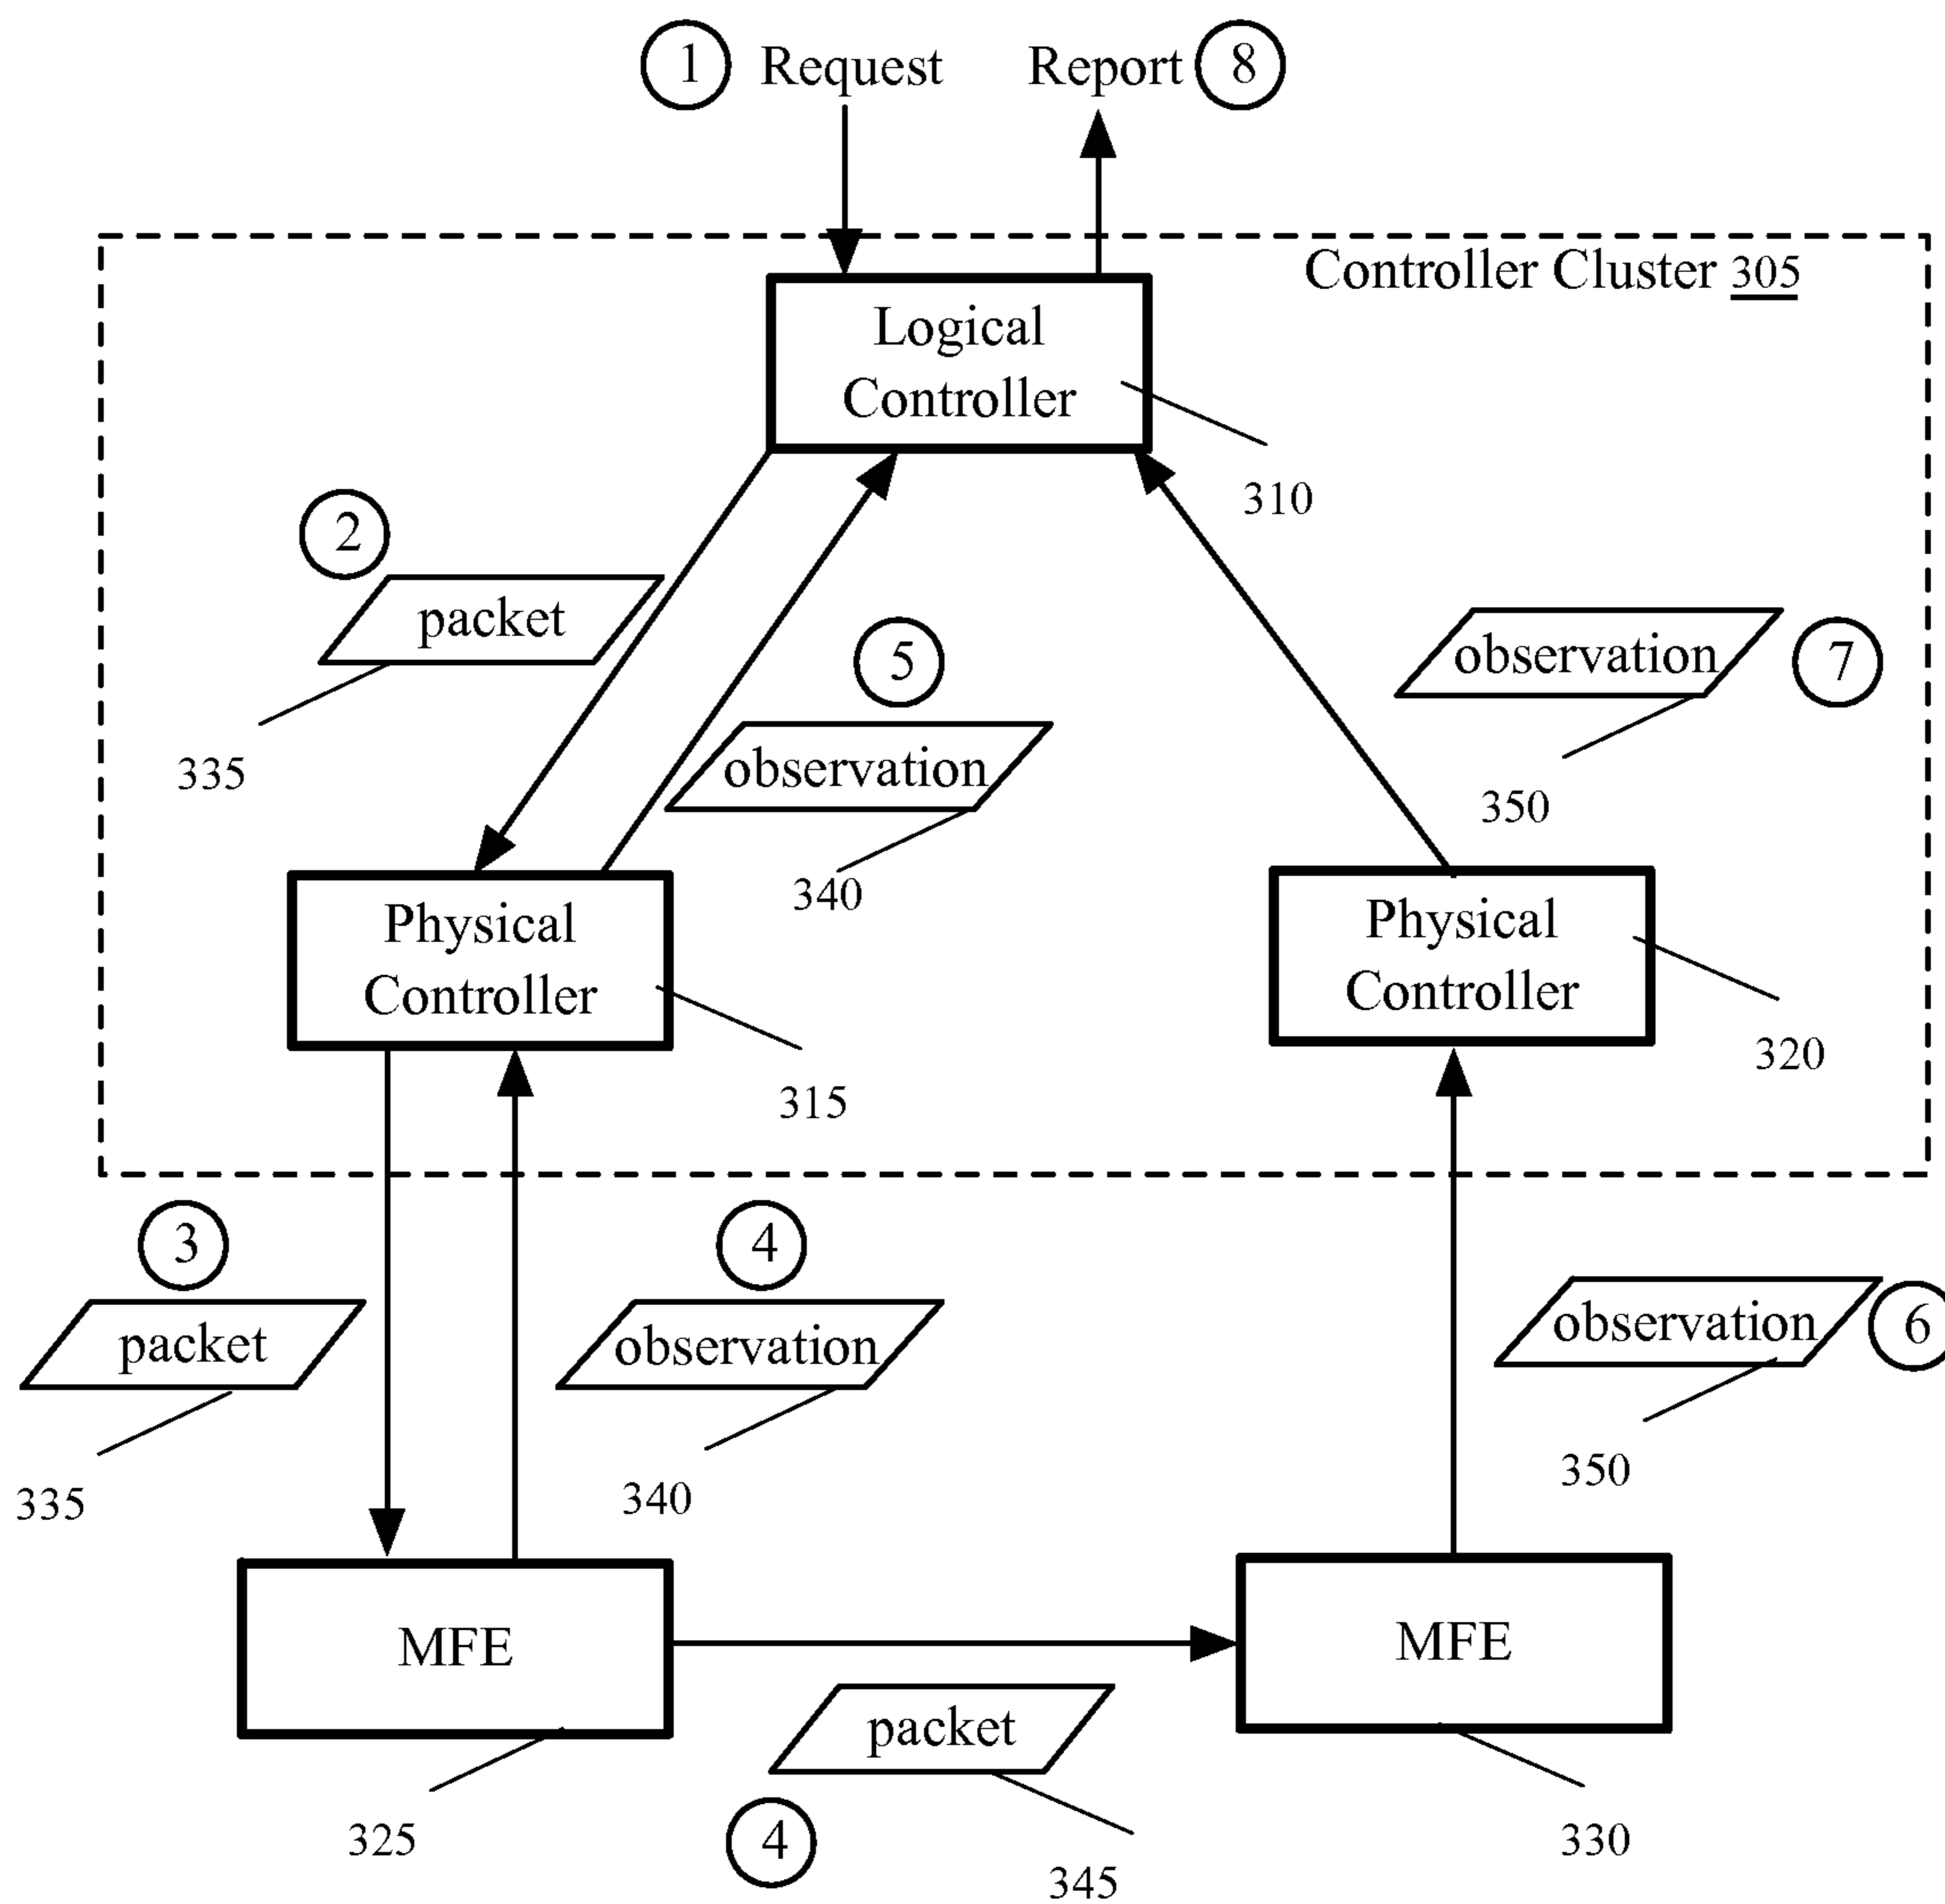 1 Request Report 8
Controller Cluster 305
Logical
Controller
310
2
packet
335
5
observation
340
observation 7
350
Physical
Controller
315
Physical
Controller
320
3
packet
335
4
observation
340
observation 6
350
MFE
325
packet
4
345
MFE
330